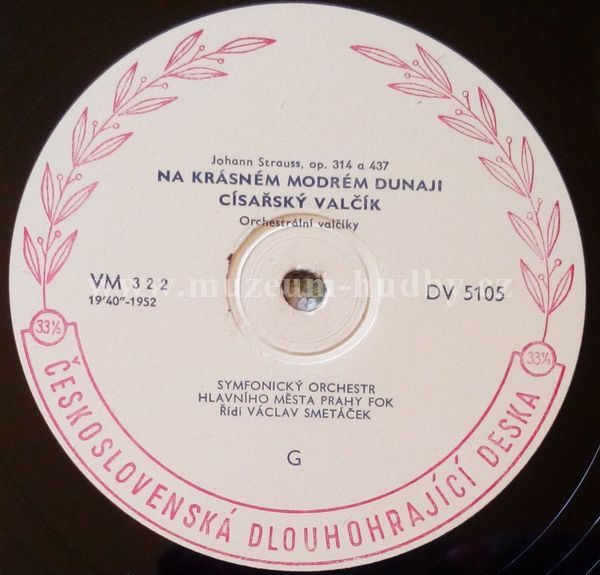 Johann Strauss, op. 314 a 437
NA KRÁSNÉM MODRÉM DUNAJI
CÍSAŘSKÝ VALČÍK
Orchestrální valčíky
VM 322
19'40"-1952
DV 5105
www.muzeum-hudby.cz
SYMFONICKÝ ORCHESTR
HLAVNÍHO MĚSTA PRAHY FOK
Řídí VÁCLAV SMETÁČEK
G
33⅓
33⅓
ČESKOSLOVENSKÁ DLOUHOHRAJÍCÍ DESKA